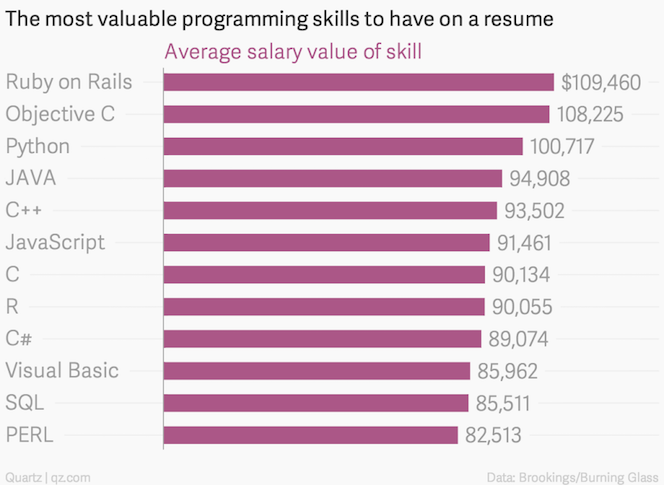 The most valuable programming skills to have on a resume
Average salary value of skill
Ruby on Rails $109,460
Objective C 108,225
Python 100,717
JAVA 94,908
C++ 93,502
JavaScript 91,461
C 90,134
R 90,055
C# 89,074
Visual Basic 85,962
SQL 85,511
PERL 82,513
Quartz | qz.com Data: Brookings/Burning Glass